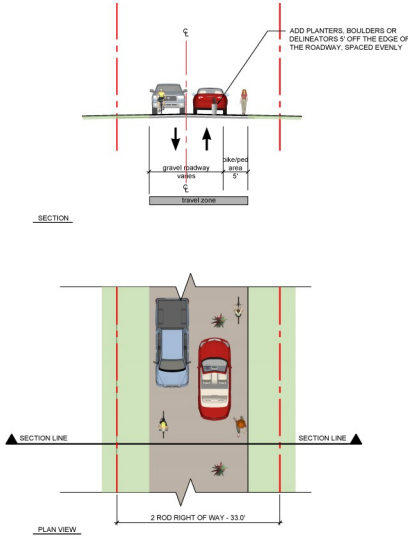 ℄
ADD PLANTERS, BOULDERS OR
DELINEATORS 5' OFF THE EDGE OF
THE ROADWAY, SPACED EVENLY
gravel roadway
varies
bike/ped
area
5'
℄
travel zone
SECTION
SECTION LINE
SECTION LINE
2 ROD RIGHT OF WAY - 33.0'
PLAN VIEW